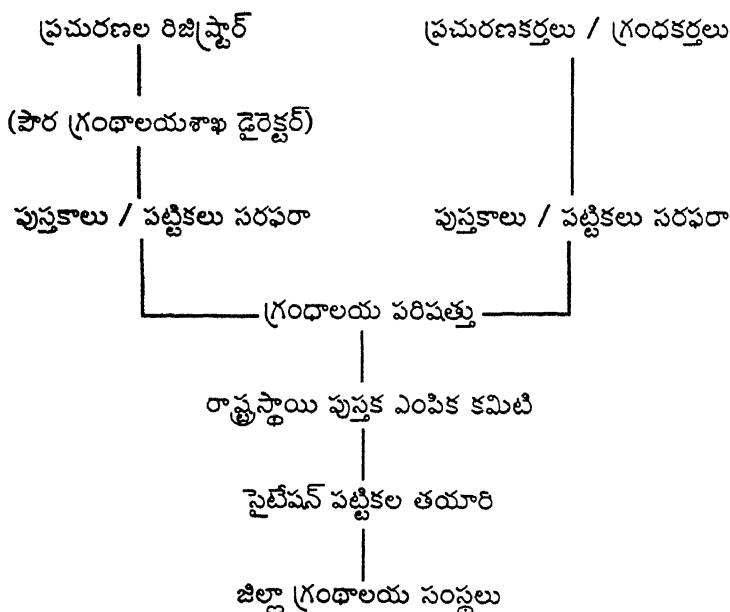 ప్రచురణల రిజిష్ట్రార్
ప్రచురణకర్తలు / గ్రంధకర్తలు
(పౌర గ్రంథాలయశాఖ డైరెక్టర్)
పుస్తకాలు / పట్టికలు సరఫరా
పుస్తకాలు / పట్టికలు సరఫరా
గ్రంధాలయ పరిషత్తు
రాష్ట్రస్థాయి పుస్తక ఎంపిక కమిటి
సైటేషన్ పట్టికల తయారి
జిల్లా గ్రంథాలయ సంస్థలు